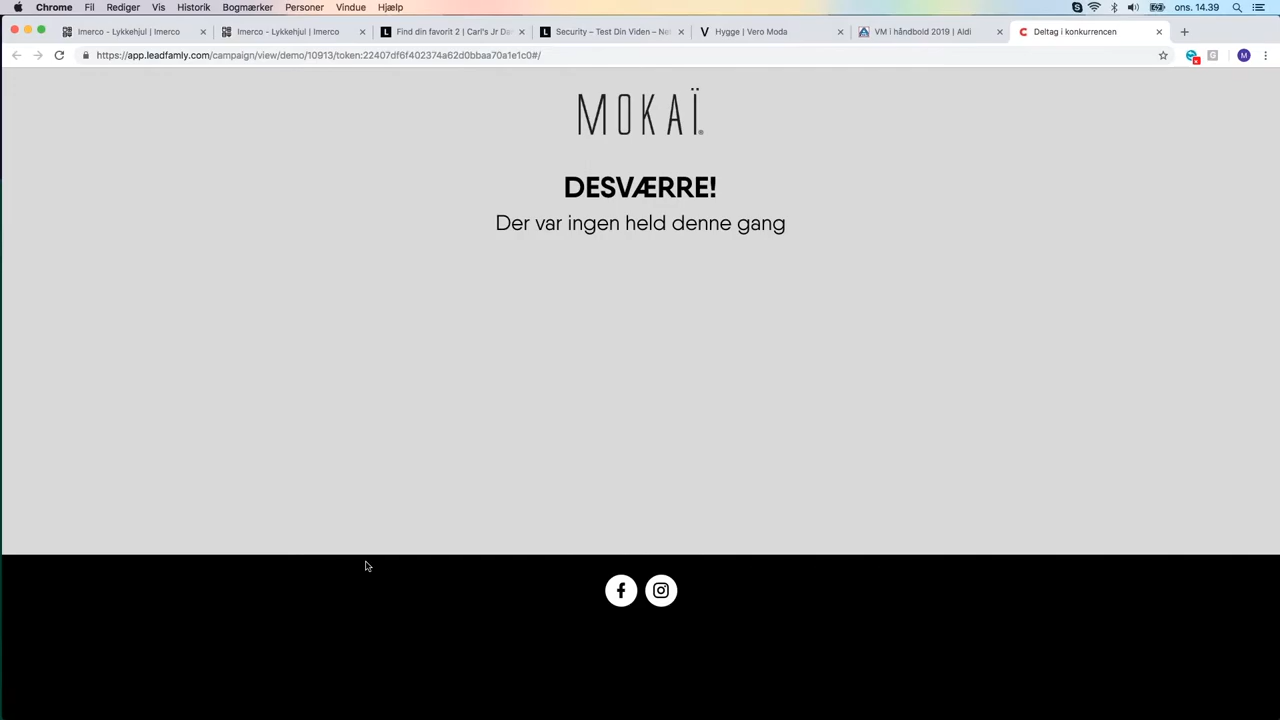 Chrome Fil Rediger Vis Historik Bogmærker Personer Vindue Hjælp ons. 14.39
Imerco - Lykkehjul | Imerco
Imerco - Lykkehjul | Imerco
Find din favorit 2 | Carl's Jr Da
Security – Test Din Viden – Ne
Hygge | Vero Moda
VM i håndbold 2019 | Aldi
Deltag i konkurrencen
https://app.leadfamly.com/campaign/view/demo/10913/token:22407df6f402374a62d0bbaa70a1e1c0#/
M
MOKAÏ®
DESVÆRRE!
Der var ingen held denne gang